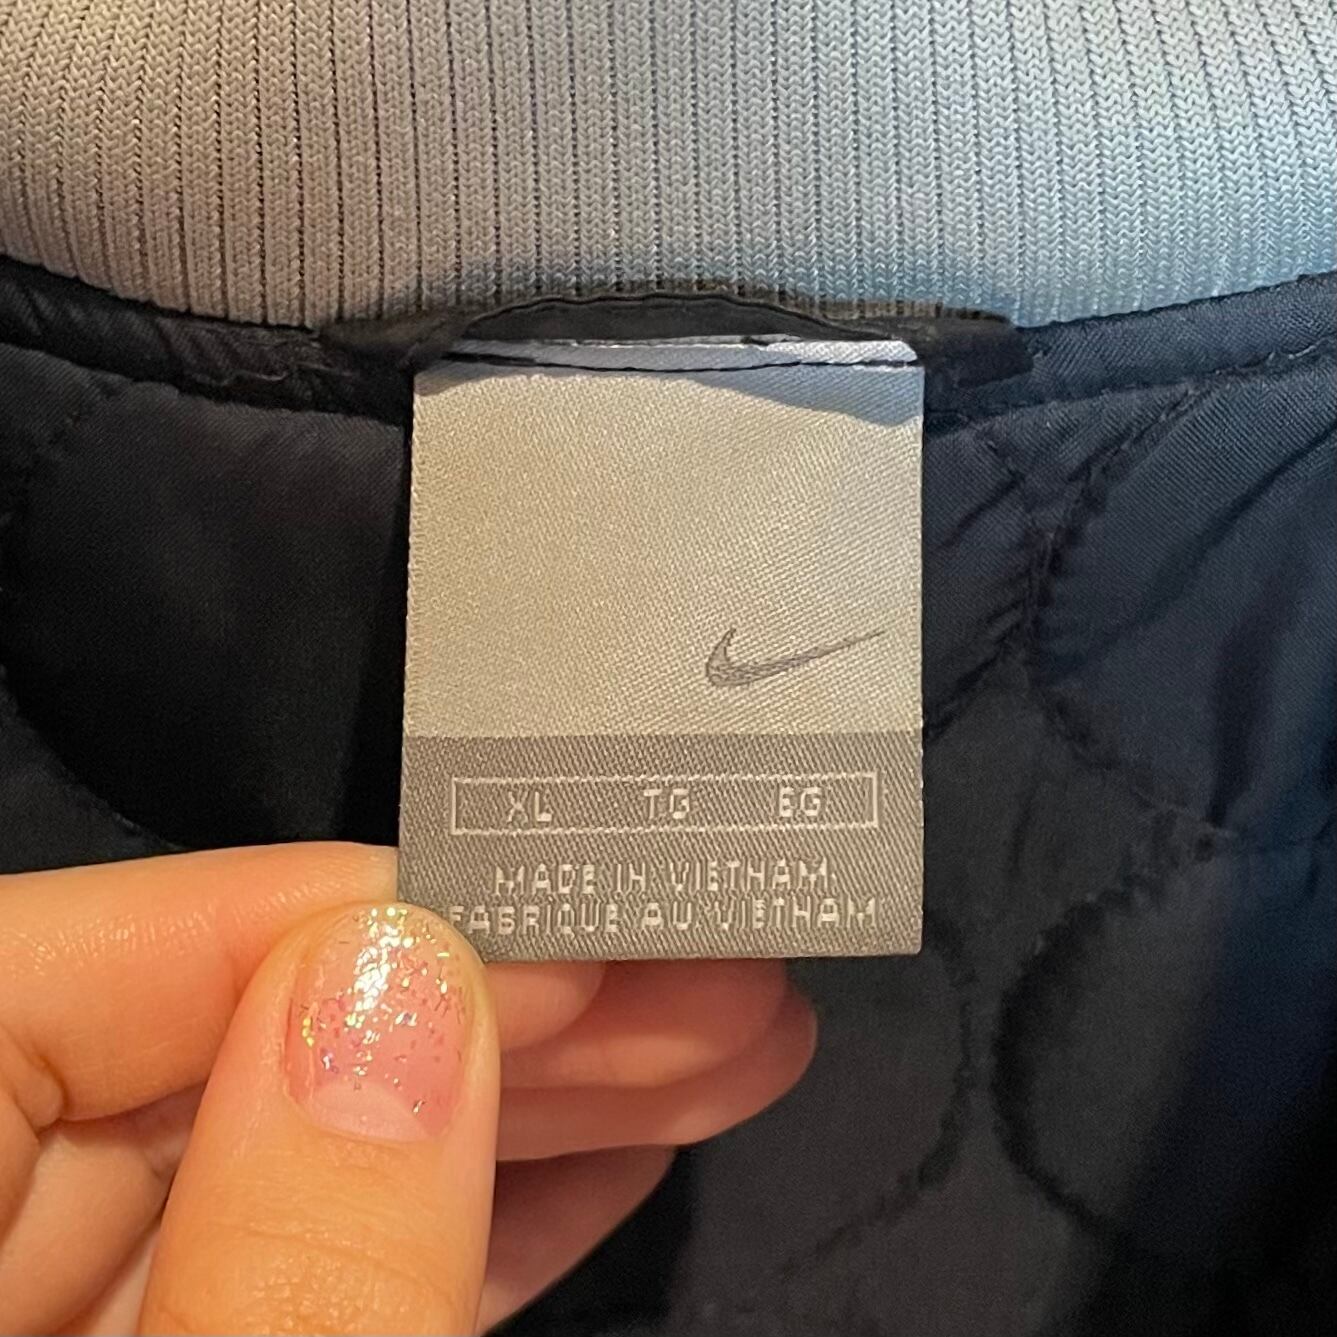 XL TG EG
MADE IN VIETNAM
FABRIQUE AU VIETNAM